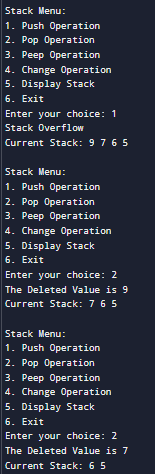 Stack Menu:
1. Push Operation
2. Pop Operation
3. Peep Operation
4. Change Operation
5. Display Stack
6. Exit
Enter your choice: 1
Stack Overflow
Current Stack: 9 7 6 5
Stack Menu:
1. Push Operation
2. Pop Operation
3. Peep Operation
4. Change Operation
5. Display Stack
6. Exit
Enter your choice: 2
The Deleted Value is 9
Current Stack: 7 6 5
Stack Menu:
1. Push Operation
2. Pop Operation
3. Peep Operation
4. Change Operation
5. Display Stack
6. Exit
Enter your choice: 2
The Deleted Value is 7
Current Stack: 6 5